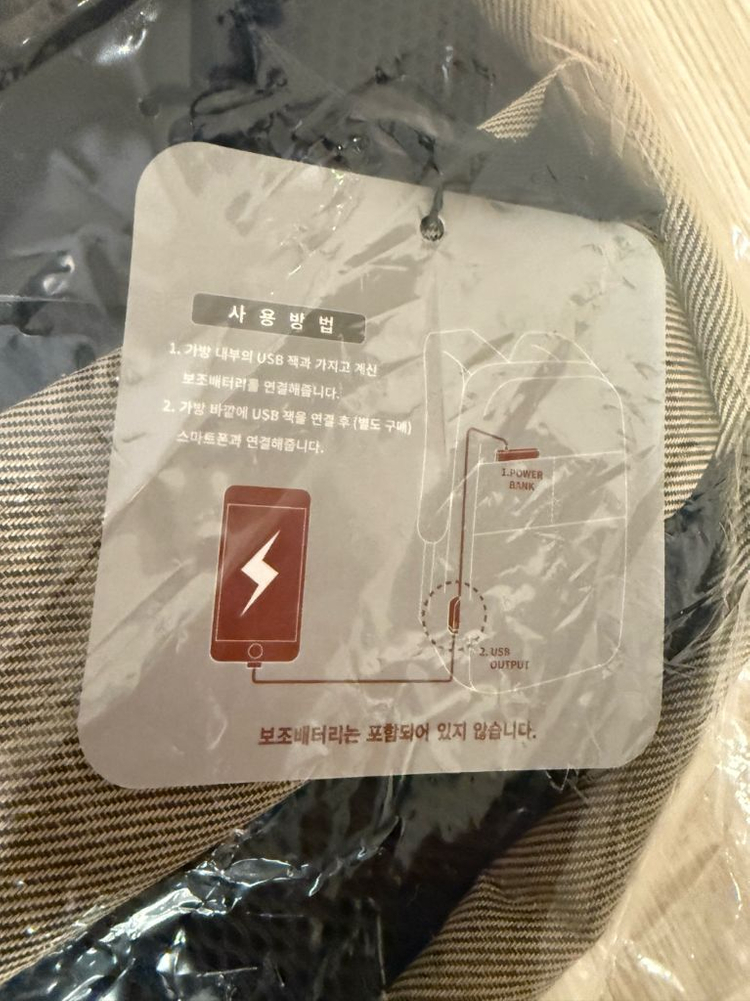 사용방법
1. 가방 내부의 USB 잭과 가지고 계신
보조배터리를 연결해줍니다.
2. 가방 바깥에 USB 잭을 연결 후 (별도 구매)
스마트폰과 연결해줍니다.
1.POWER
BANK
2. USB
OUTPUT
보조배터리는 포함되어 있지 않습니다.